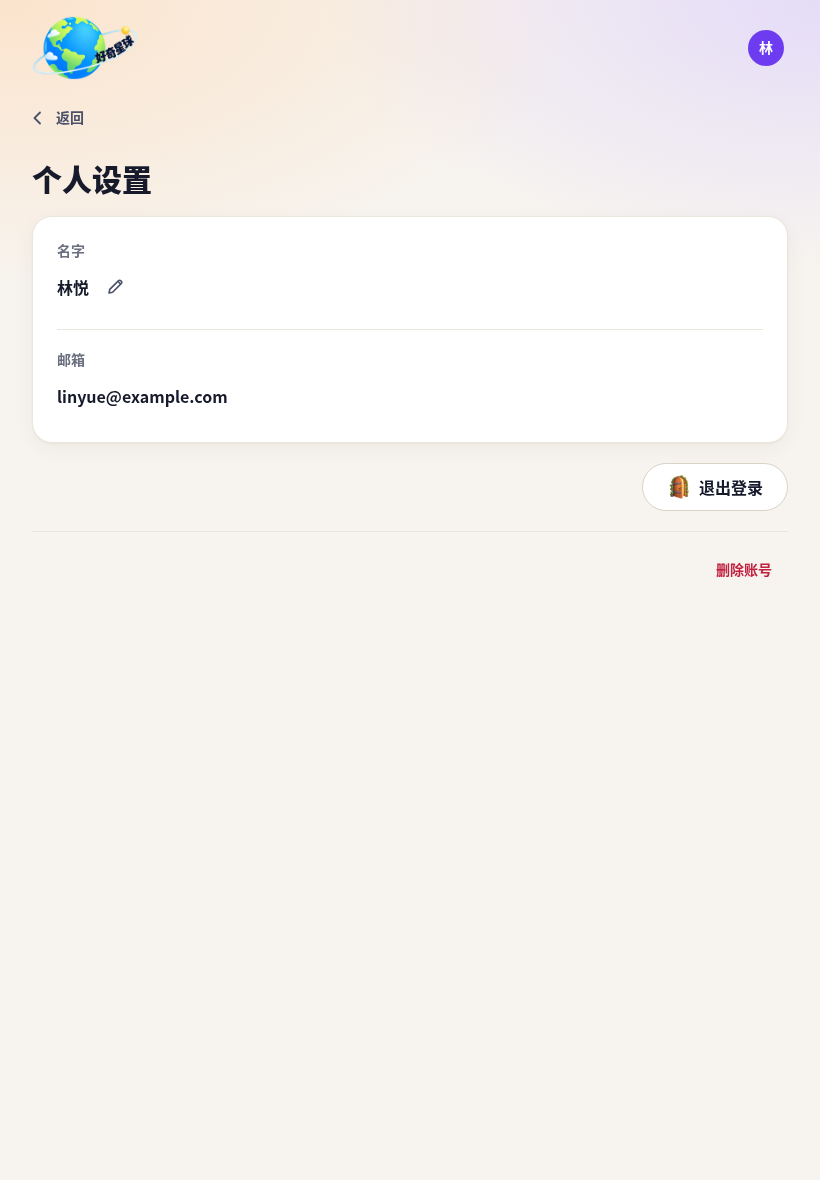 好奇星球
林
返回
个人设置
名字
林悦
邮箱
linyue@example.com
退出登录
删除账号